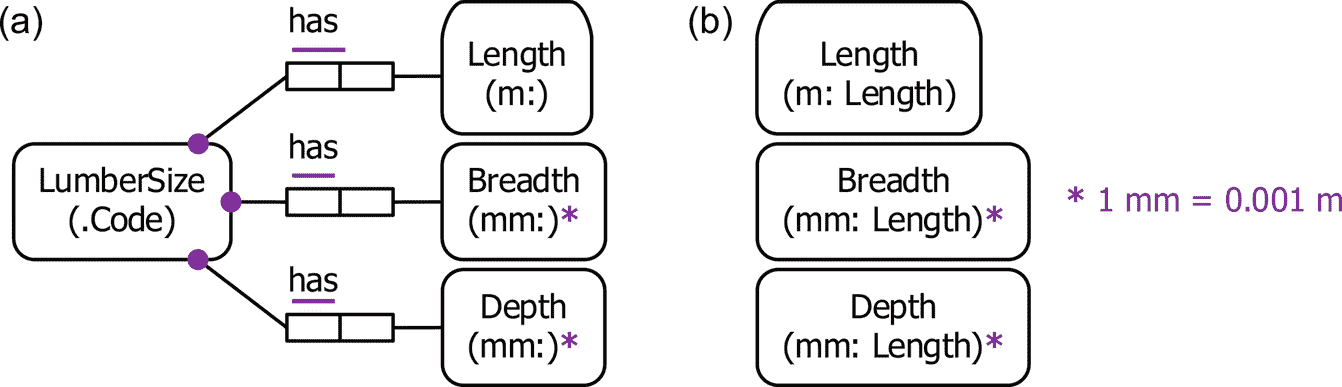 (a)
has
Length
(m:)
has
LumberSize
(.Code)
Breadth
(mm:)*
has
Depth
(mm:)*
(b)
Length
(m: Length)
Breadth
(mm: Length)*
* 1 mm = 0.001 m
Depth
(mm: Length)*